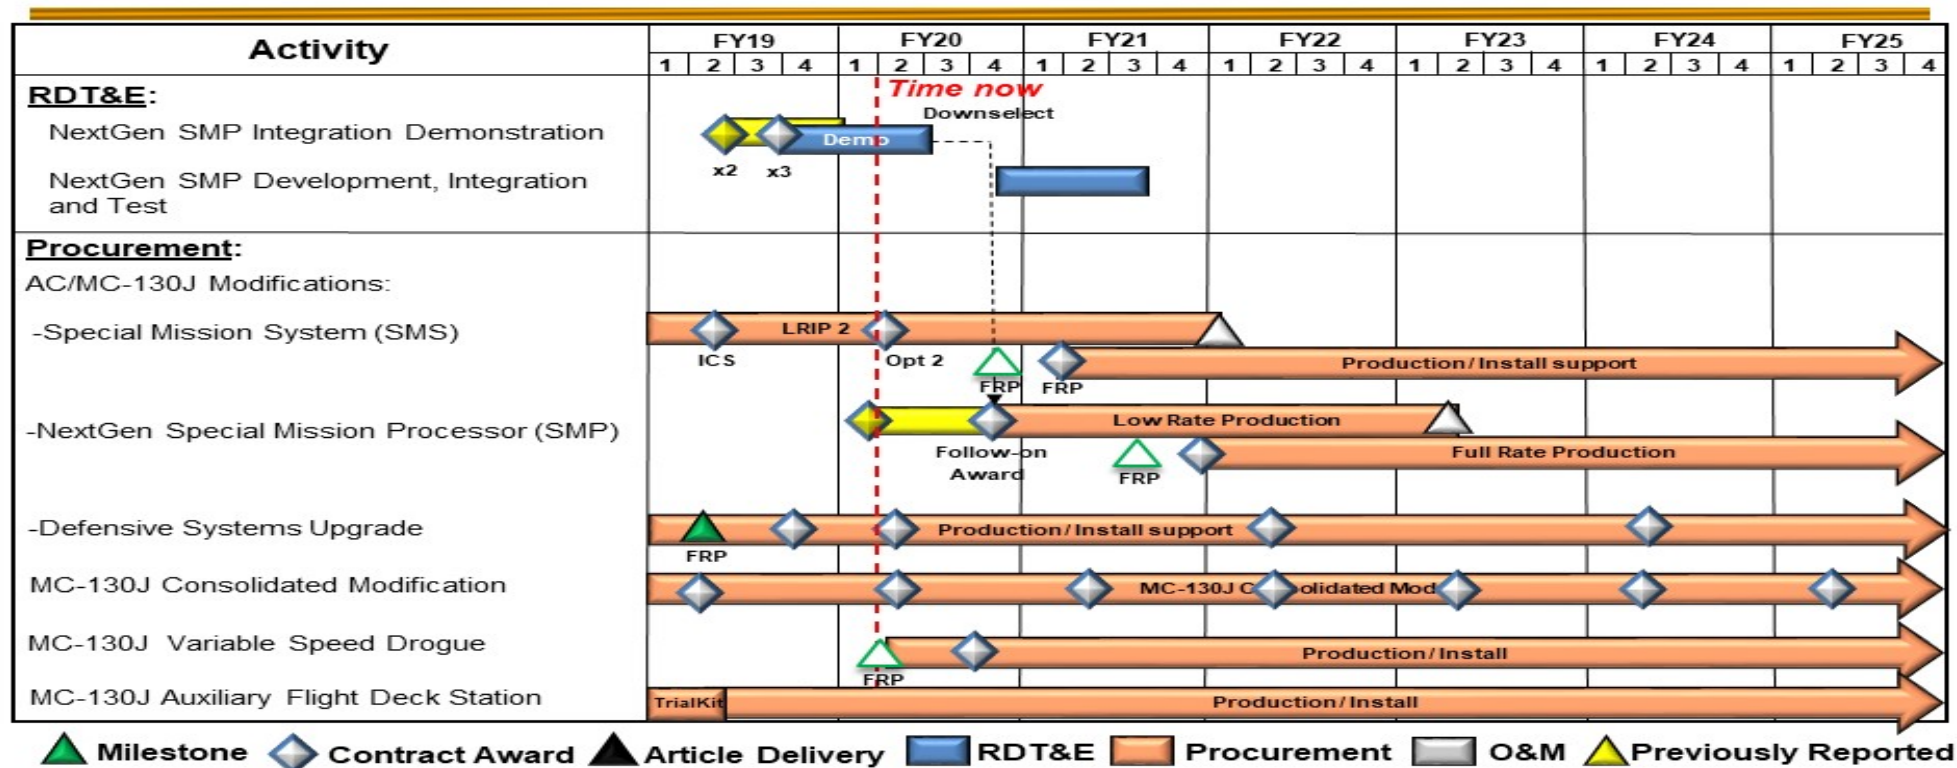 Activity FY19 FY20 FY21 FY22 FY23 FY24 FY25
1 2 3 4 1 2 3 4 1 2 3 4 1 2 3 4 1 2 3 4 1 2 3 4 1 2 3 4
RDT&E:
Time now
Downselect
NextGen SMP Integration Demonstration
Demo
x2 x3
NextGen SMP Development, Integration
and Test
Procurement:
AC/MC-130J Modifications:
-Special Mission System (SMS)
LRIP 2
ICS Opt 2
Production/Install support
FRP FRP
-NextGen Special Mission Processor (SMP)
Low Rate Production
Follow-on
Award
Full Rate Production
FRP
-Defensive Systems Upgrade
Production/Install support
FRP
MC-130J Consolidated Modification
MC-130J C olidated Mod
MC-130J Variable Speed Drogue
Production/Install
FRP
MC-130J Auxiliary Flight Deck Station
TrialKit Production/Install
Milestone Contract Award Article Delivery RDT&E Procurement O&M Previously Reported